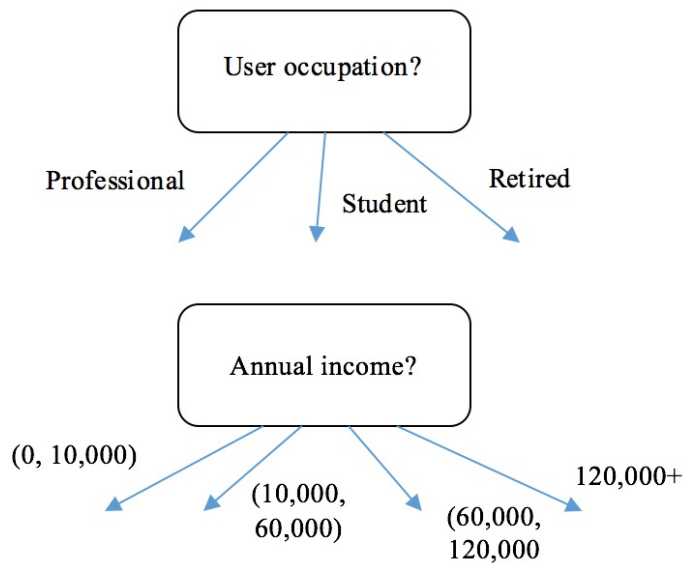 User occupation?
Professional
Student
Retired
Annual income?
(0, 10,000)
(10,000,
60,000)
(60,000,
120,000
120,000+